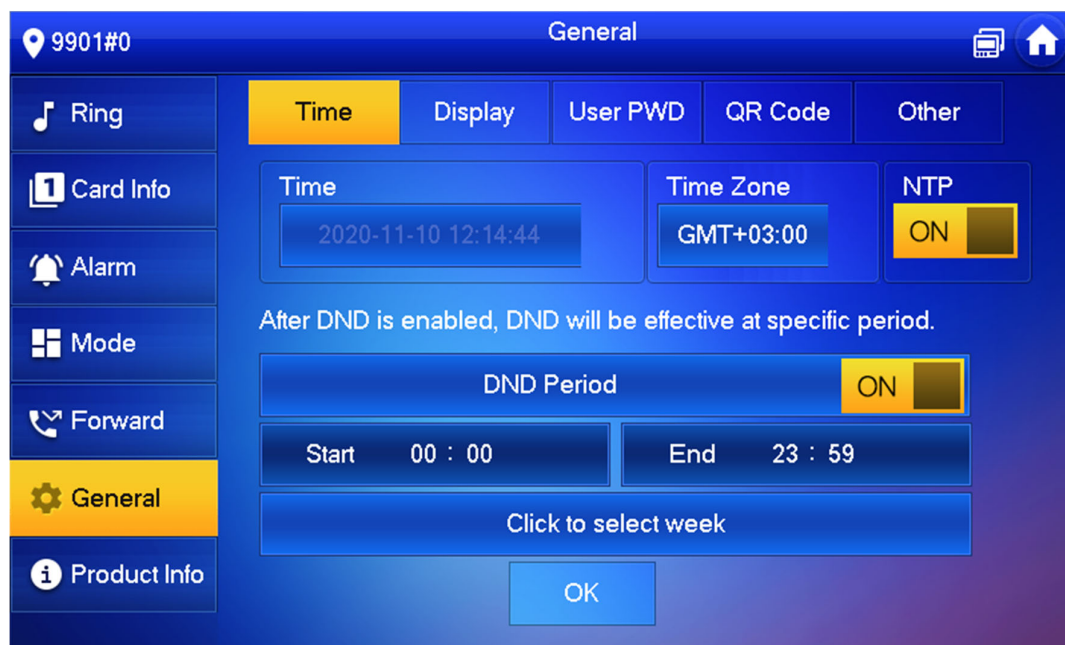 9901#0
General
Ring
Card Info
1
Alarm
Mode
Forward
General
Product Info
Time
Display
User PWD
QR Code
Other
Time
2020-11-10 12:14:44
Time Zone
GMT+03:00
NTP
ON
After DND is enabled, DND will be effective at specific period.
DND Period
ON
Start 00 : 00
End 23 : 59
Click to select week
OK